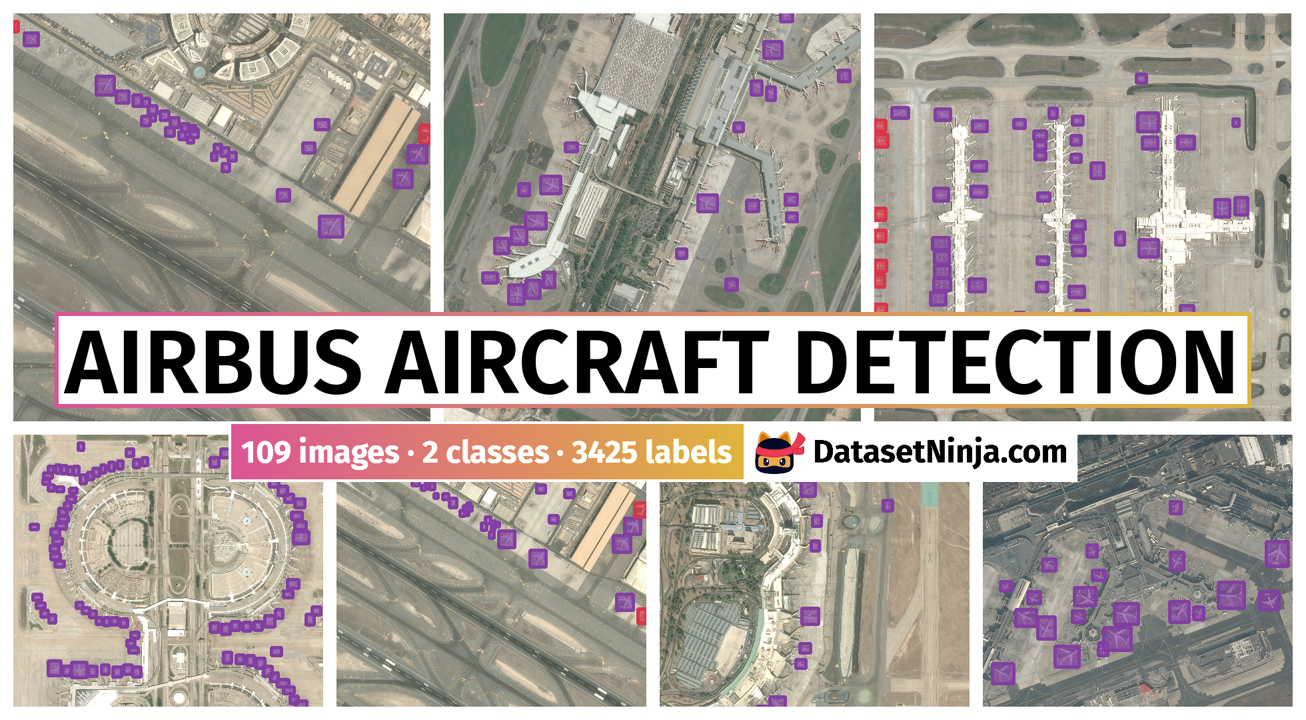 AIRBUS AIRCRAFT DETECTION
109 images · 2 classes · 3425 labels
DatasetNinja.com